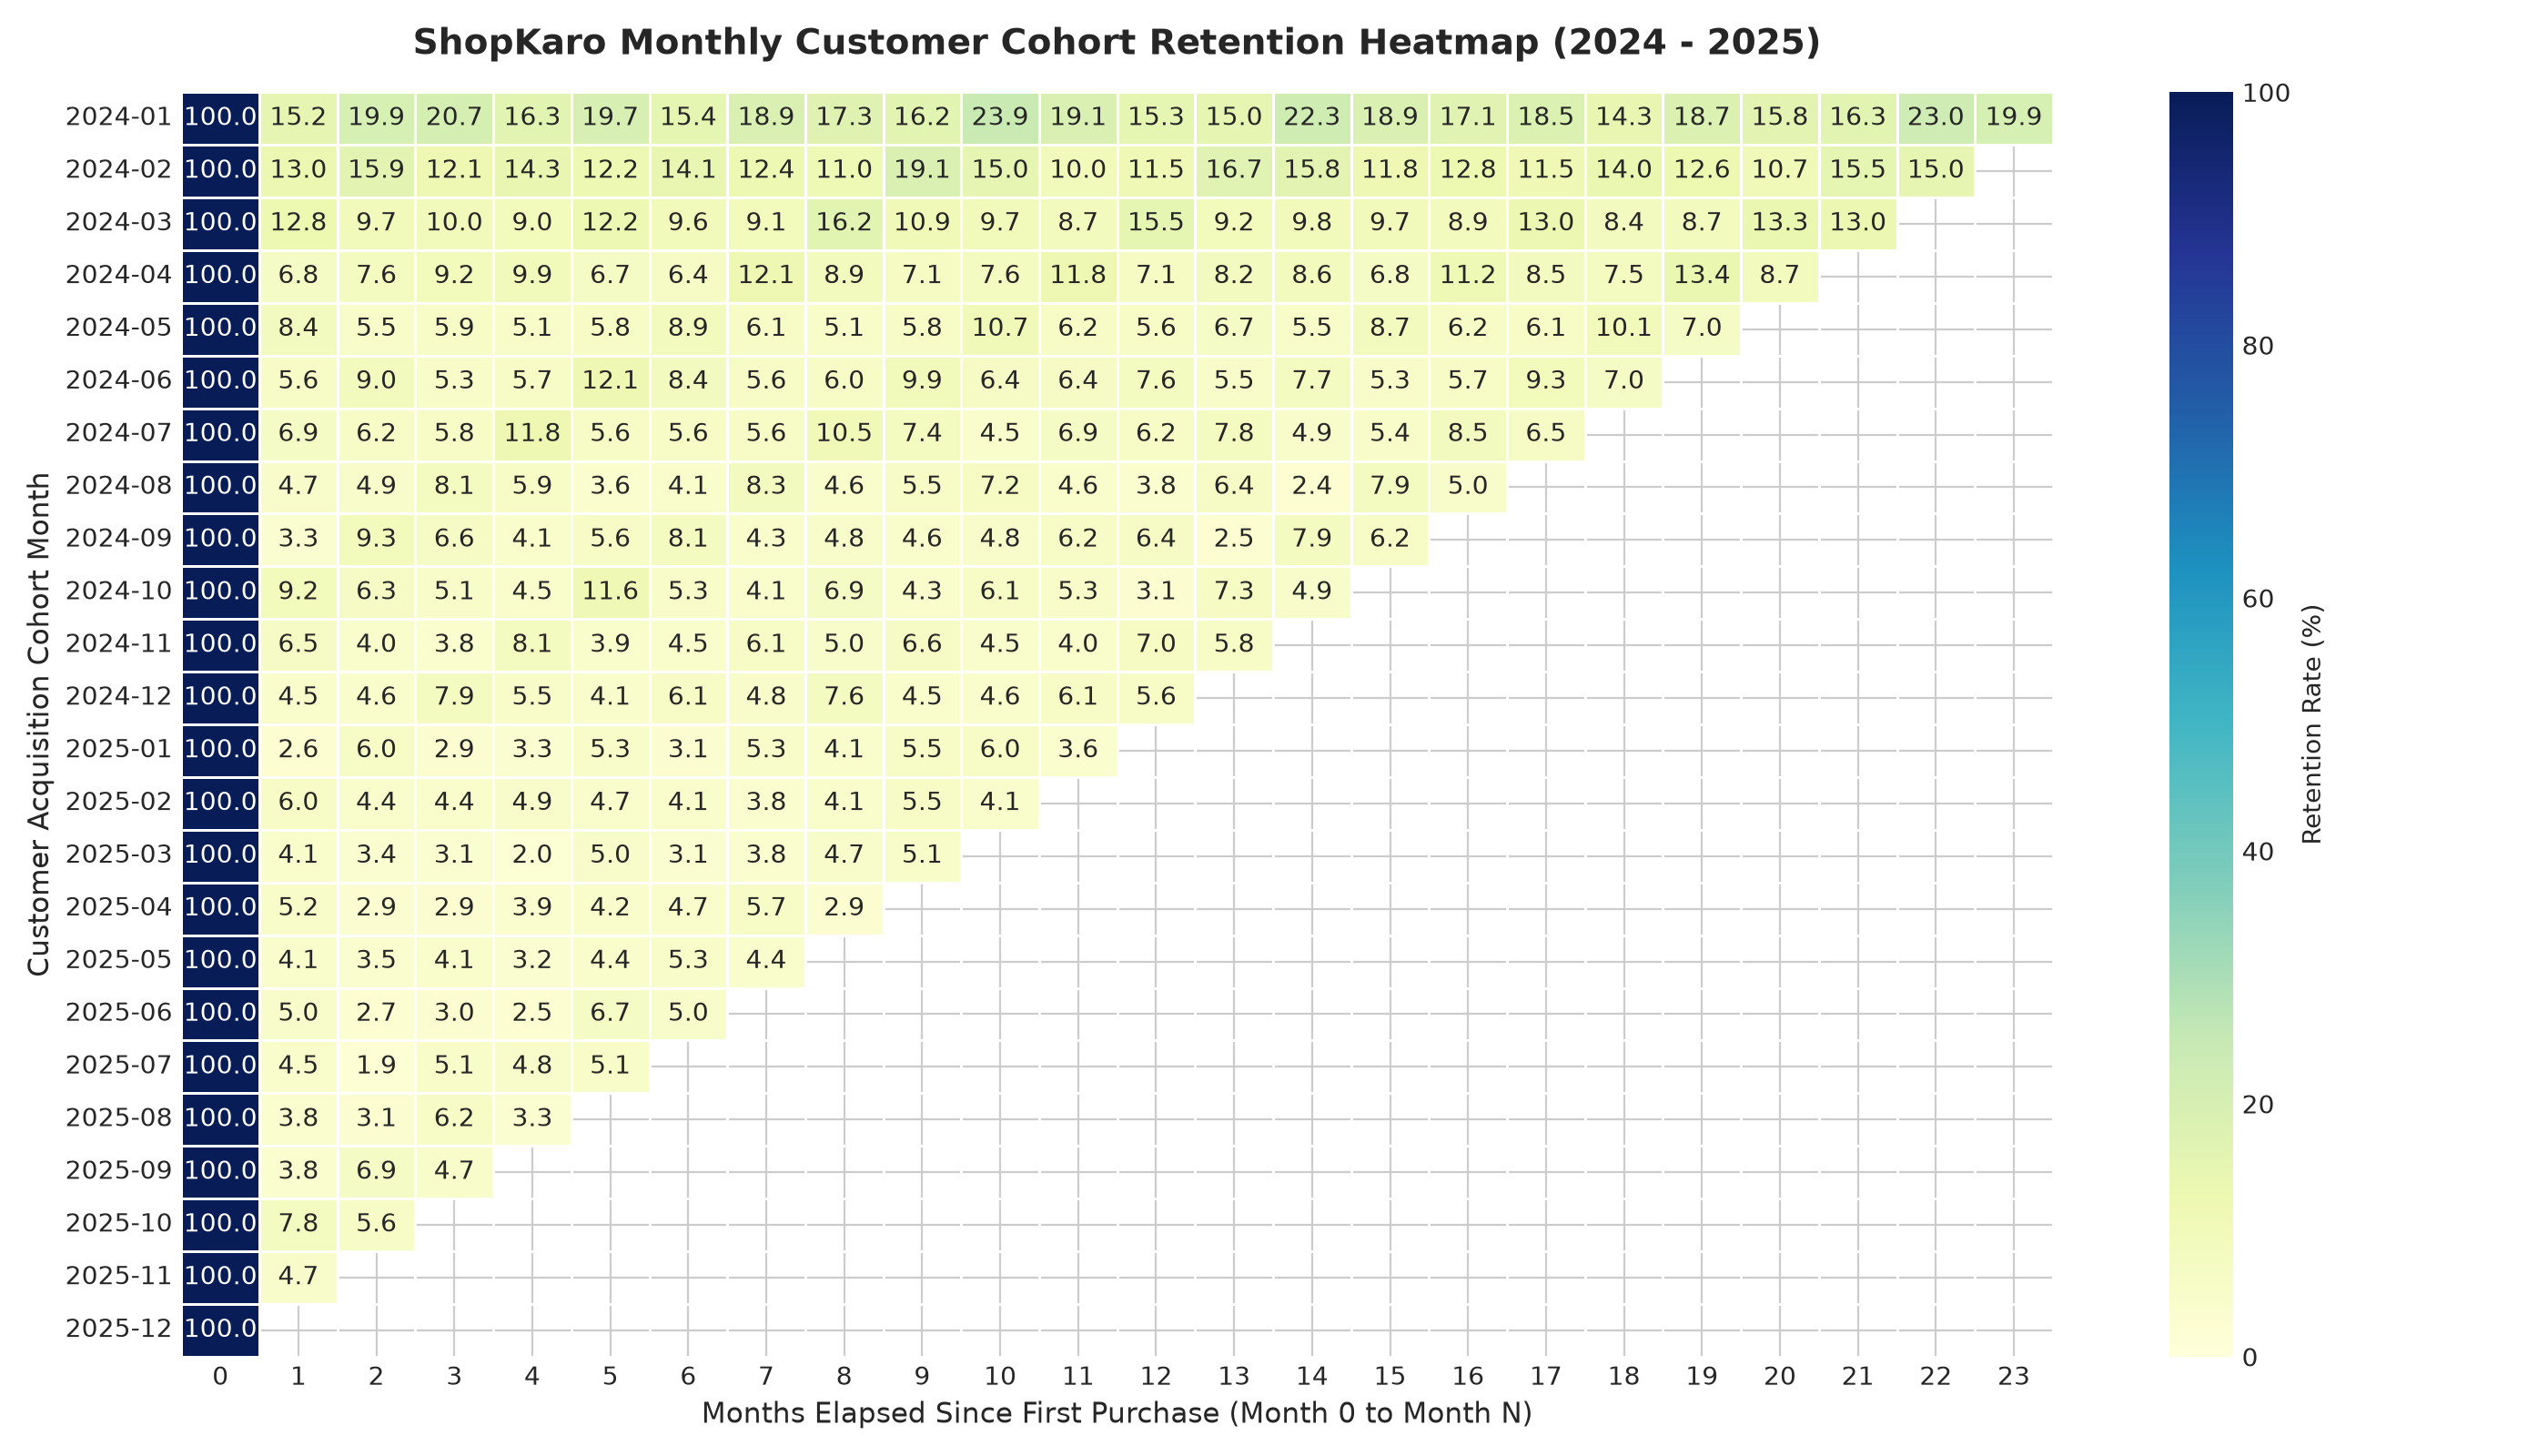 ShopKaro Monthly Customer Cohort Retention Heatmap (2024 - 2025)
Customer Acquisition Cohort Month
2024-01 100.0 15.2 19.9 20.7 16.3 19.7 15.4 18.9 17.3 16.2 23.9 19.1 15.3 15.0 22.3 18.9 17.1 18.5 14.3 18.7 15.8 16.3 23.0 19.9
2024-02 100.0 13.0 15.9 12.1 14.3 12.2 14.1 12.4 11.0 19.1 15.0 10.0 11.5 16.7 15.8 11.8 12.8 11.5 14.0 12.6 10.7 15.5 15.0
2024-03 100.0 12.8 9.7 10.0 9.0 12.2 9.6 9.1 16.2 10.9 9.7 8.7 15.5 9.2 9.8 9.7 8.9 13.0 8.4 8.7 13.3 13.0
2024-04 100.0 6.8 7.6 9.2 9.9 6.7 6.4 12.1 8.9 7.1 7.6 11.8 7.1 8.2 8.6 6.8 11.2 8.5 7.5 13.4 8.7
2024-05 100.0 8.4 5.5 5.9 5.1 5.8 8.9 6.1 5.1 5.8 10.7 6.2 5.6 6.7 5.5 8.7 6.2 6.1 10.1 7.0
2024-06 100.0 5.6 9.0 5.3 5.7 12.1 8.4 5.6 6.0 9.9 6.4 6.4 7.6 5.5 7.7 5.3 5.7 9.3 7.0
2024-07 100.0 6.9 6.2 5.8 11.8 5.6 5.6 5.6 10.5 7.4 4.5 6.9 6.2 7.8 4.9 5.4 8.5 6.5
2024-08 100.0 4.7 4.9 8.1 5.9 3.6 4.1 8.3 4.6 5.5 7.2 4.6 3.8 6.4 2.4 7.9 5.0
2024-09 100.0 3.3 9.3 6.6 4.1 5.6 8.1 4.3 4.8 4.6 4.8 6.2 6.4 2.5 7.9 6.2
2024-10 100.0 9.2 6.3 5.1 4.5 11.6 5.3 4.1 6.9 4.3 6.1 5.3 3.1 7.3 4.9
2024-11 100.0 6.5 4.0 3.8 8.1 3.9 4.5 6.1 5.0 6.6 4.5 4.0 7.0 5.8
2024-12 100.0 4.5 4.6 7.9 5.5 4.1 6.1 4.8 7.6 4.5 4.6 6.1 5.6
2025-01 100.0 2.6 6.0 2.9 3.3 5.3 3.1 5.3 4.1 5.5 6.0 3.6
2025-02 100.0 6.0 4.4 4.4 4.9 4.7 4.1 3.8 4.1 5.5 4.1
2025-03 100.0 4.1 3.4 3.1 2.0 5.0 3.1 3.8 4.7 5.1
2025-04 100.0 5.2 2.9 2.9 3.9 4.2 4.7 5.7 2.9
2025-05 100.0 4.1 3.5 4.1 3.2 4.4 5.3 4.4
2025-06 100.0 5.0 2.7 3.0 2.5 6.7 5.0
2025-07 100.0 4.5 1.9 5.1 4.8 5.1
2025-08 100.0 3.8 3.1 6.2 3.3
2025-09 100.0 3.8 6.9 4.7
2025-10 100.0 7.8 5.6
2025-11 100.0 4.7
2025-12 100.0
0 1 2 3 4 5 6 7 8 9 10 11 12 13 14 15 16 17 18 19 20 21 22 23
Months Elapsed Since First Purchase (Month 0 to Month N)
100
80
60
40
20
0
Retention Rate (%)